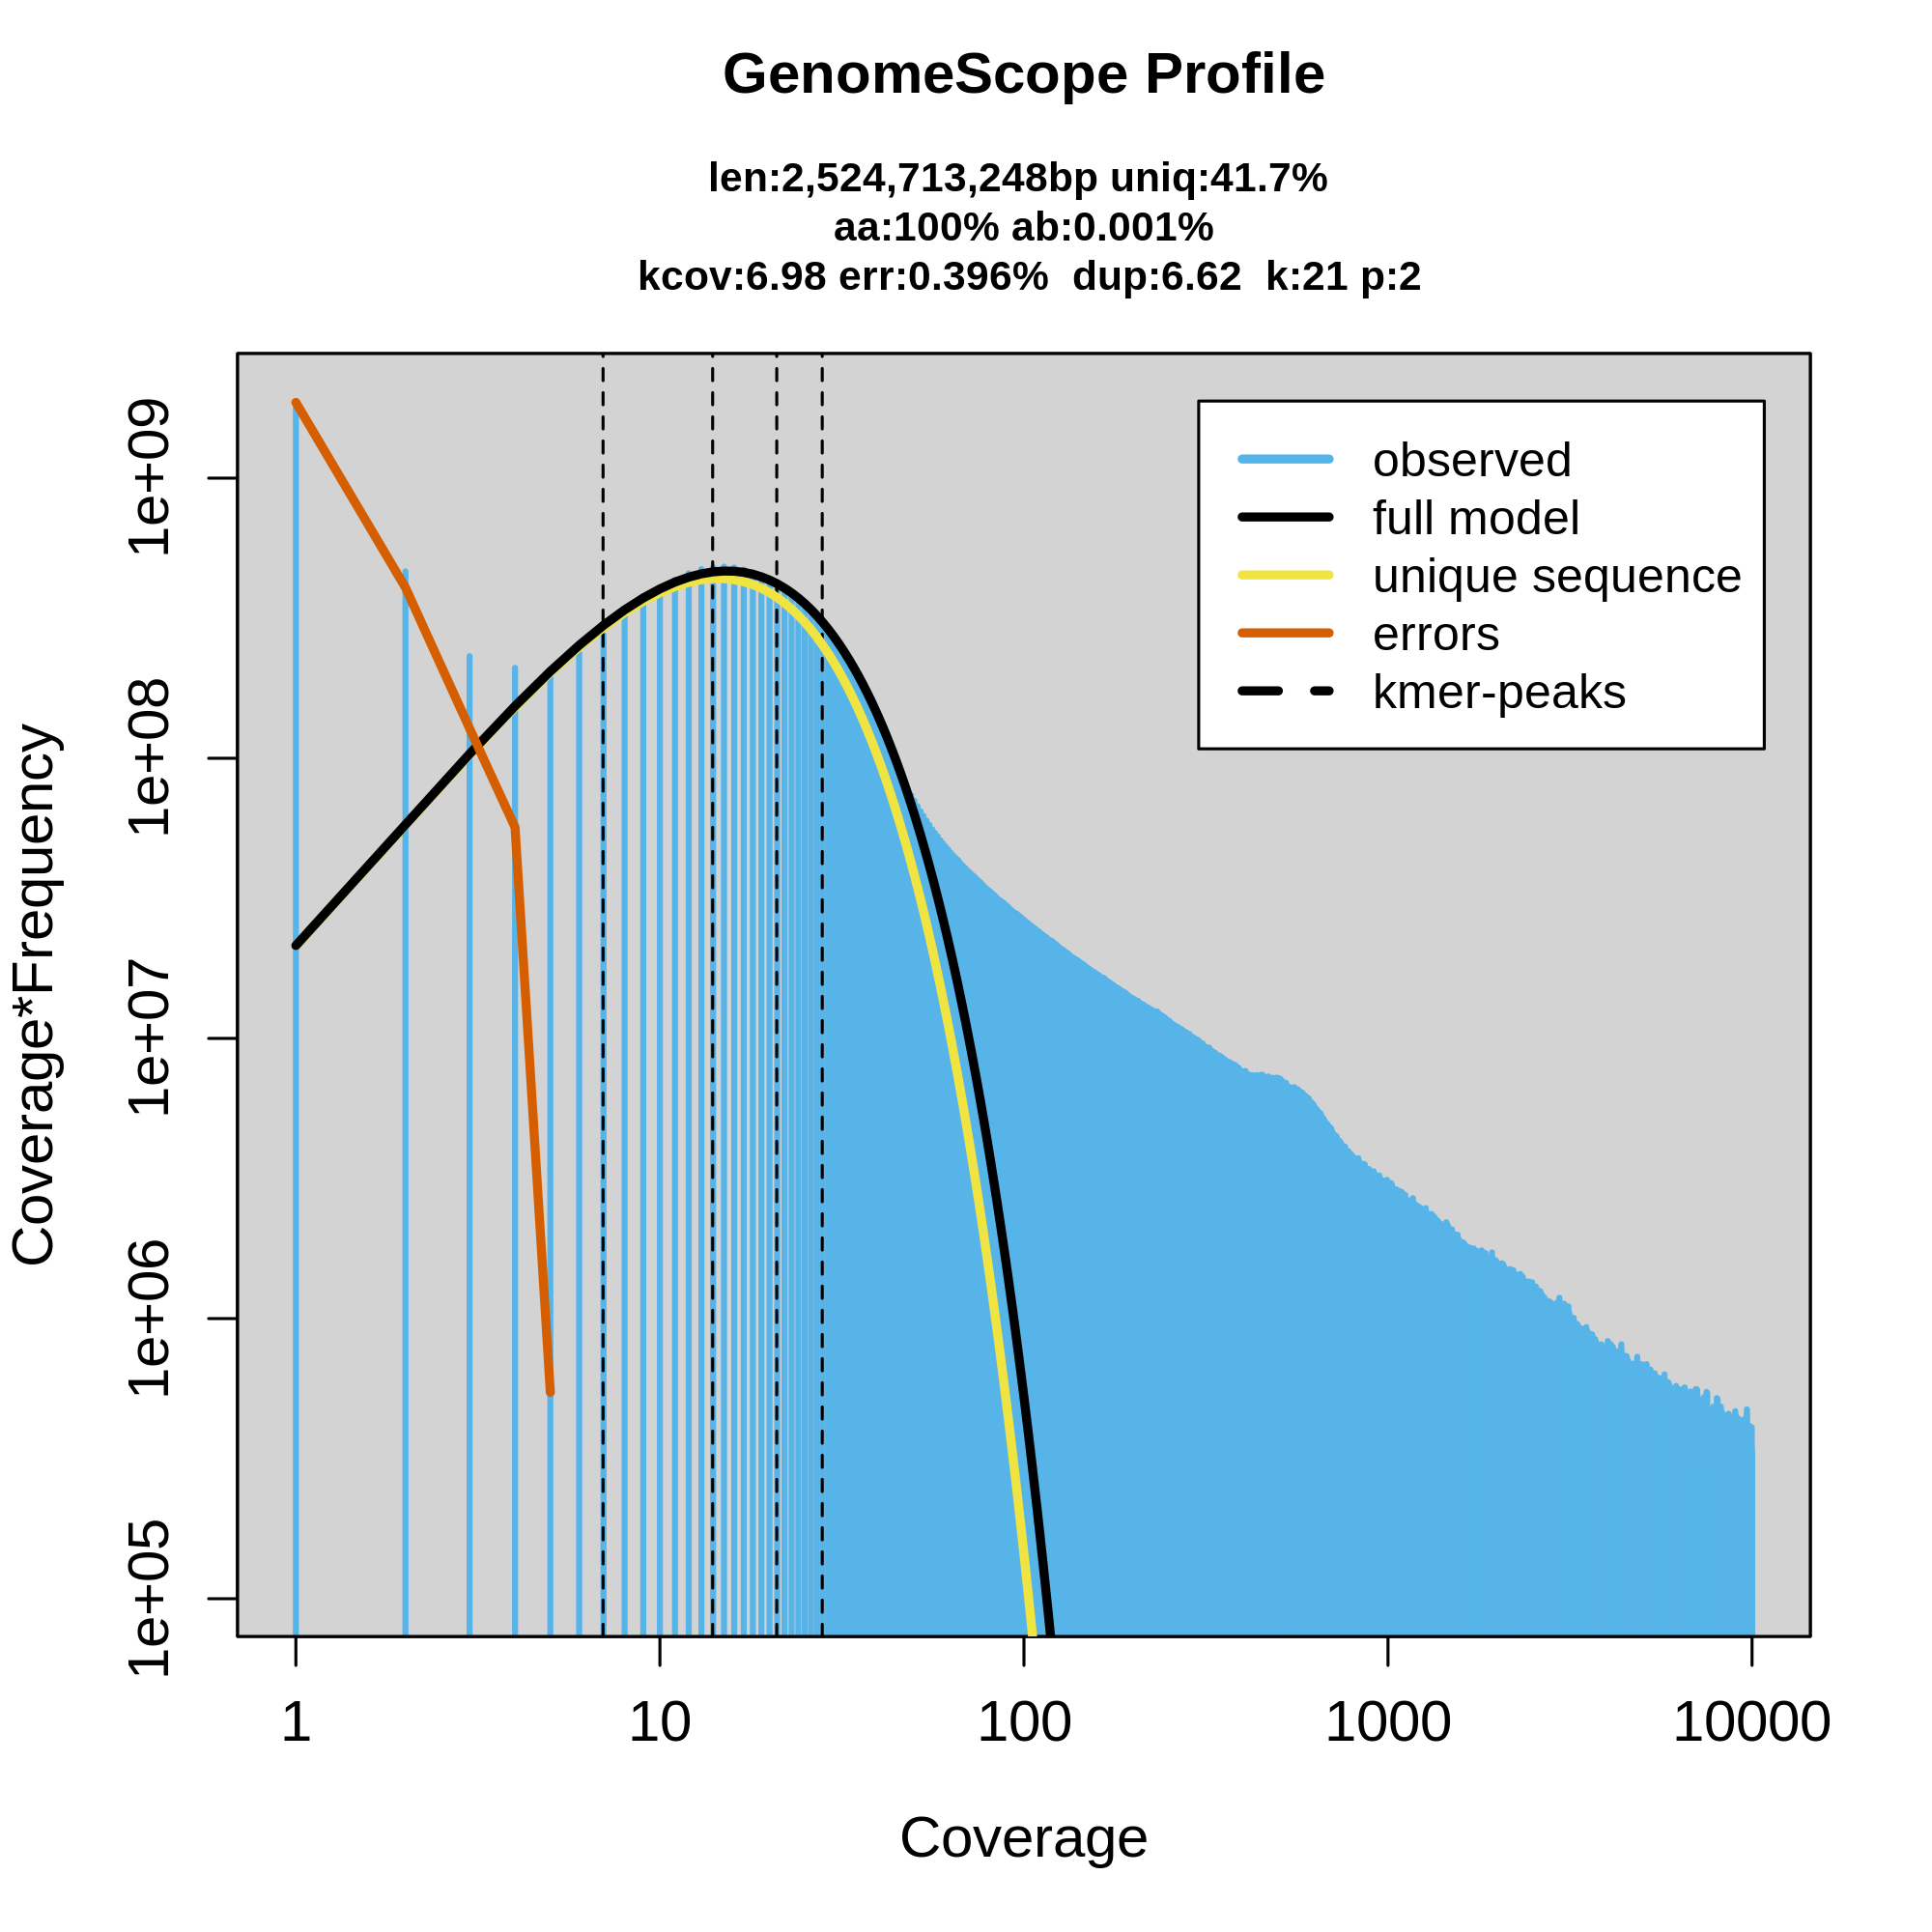 GenomeScope Profile
len:2,524,713,248bp uniq:41.7%
aa:100% ab:0.001%
kcov:6.98 err:0.396%  dup:6.62  k:21 p:2
observed
full model
unique sequence
errors
kmer-peaks
Coverage*Frequency
1e+09
1e+08
1e+07
1e+06
1e+05
1
10
100
1000
10000
Coverage